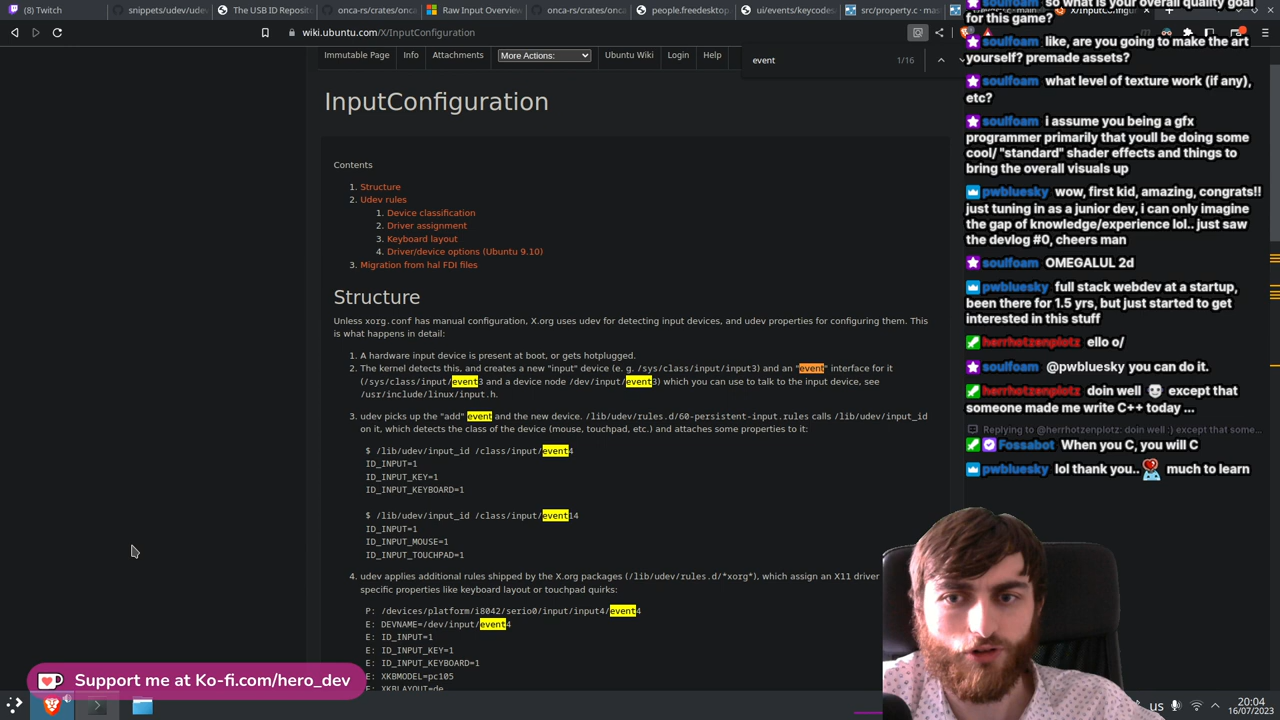 (8) Twitch
snippets/udev/udev
The USB ID Reposit
onca-rs/crates/onca
Raw Input Overview
onca-rs/crates/onca
people.freedesktop
ui/events/keycode
src/property.c - mas
X/InputConfigurati
wiki.ubuntu.com/X/InputConfiguration
Immutable Page
Info
Attachments
More Actions:
Ubuntu Wiki
Login
Help
event
1/16
InputConfiguration
Contents
1. Structure
2. Udev rules
1. Device classification
2. Driver assignment
3. Keyboard layout
4. Driver/device options (Ubuntu 9.10)
3. Migration from hal FDI files
Structure
Unless xorg.conf has manual configuration, X.org uses udev for detecting input devices, and udev properties for configuring them. This
is what happens in detail:
1. A hardware input device is present at boot, or gets hotplugged.
2. The kernel detects this, and creates a new "input" device (e. g. /sys/class/input/input3) and an "event" interface for it
(/sys/class/input/event3 and a device node /dev/input/event3) which you can use to talk to the input device, see
/usr/include/linux/input.h.
3. udev picks up the "add" event and the new device. /lib/udev/rules.d/60-persistent-input.rules calls /lib/udev/input_id
on it, which detects the class of the device (mouse, touchpad, etc.) and attaches some properties to it:
$ /lib/udev/input_id /class/input/event4
ID_INPUT=1
ID_INPUT_KEY=1
ID_INPUT_KEYBOARD=1
$ /lib/udev/input_id /class/input/event14
ID_INPUT=1
ID_INPUT_MOUSE=1
ID_INPUT_TOUCHPAD=1
4. udev applies additional rules shipped by the X.org packages (/lib/udev/rules.d/*xorg*), which assign an X11 driver
specific properties like keyboard layout or touchpad quirks:
P: /devices/platform/i8042/serio0/input/input4/event4
E: DEVNAME=/dev/input/event4
E: ID_INPUT=1
E: ID_INPUT_KEY=1
E: ID_INPUT_KEYBOARD=1
E: XKBMODEL=pc105
E: XKBLAYOUT=de
soulfoam so what is your overall quality goal
for this game?
soulfoam like, are you going to make the art
yourself? premade assets?
soulfoam what level of texture work (if any),
etc?
soulfoam i assume you being a gfx
programmer primarily that youll be doing some
cool/ "standard" shader effects and things to
bring the overall visuals up
pwbluesky wow, first kid, amazing, congrats!!
just tuning in as a junior dev, i can only imagine
the gap of knowledge/experience lol.. just saw
the devlog #0, cheers man
soulfoam OMEGALUL 2d
pwbluesky full stack webdev at a startup,
been there for 1.5 yrs, but just started to get
interested in this stuff
herrhotzenplotz ello o/
soulfoam @pwbluesky you can do it.
herrhotzenplotz doin well except that
someone made me write C++ today ...
Replying to @herrhotzenplotz: doin well :) except that some...
Fossabot When you C, you will C
pwbluesky lol thank you.. much to learn
Support me at Ko-fi.com/hero_dev
us
20:04
16/07/2023